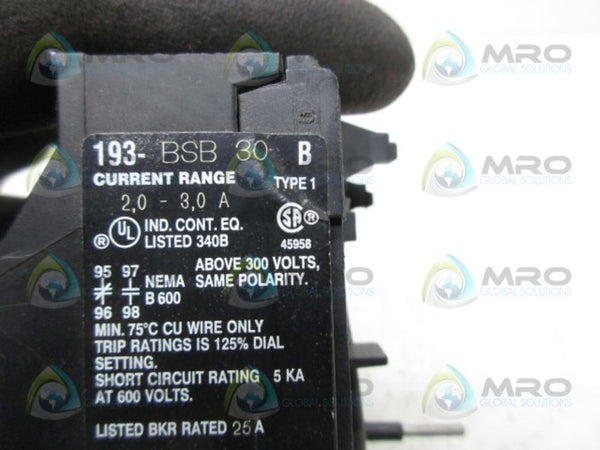 MRO
GLOBAL SOLUTIONS
193- BSB 30 B
CURRENT RANGE TYPE 1
2,0 - 3,0 A
UL ® IND. CONT. EQ.
LISTED 340B
SA ®
45958
95 97 ABOVE 300 VOLTS,
NEMA SAME POLARITY.
B 600
96 98
MIN. 75°C CU WIRE ONLY
TRIP RATINGS IS 125% DIAL
SETTING.
SHORT CIRCUIT RATING 5 KA
AT 600 VOLTS.
LISTED BKR RATED 25 A